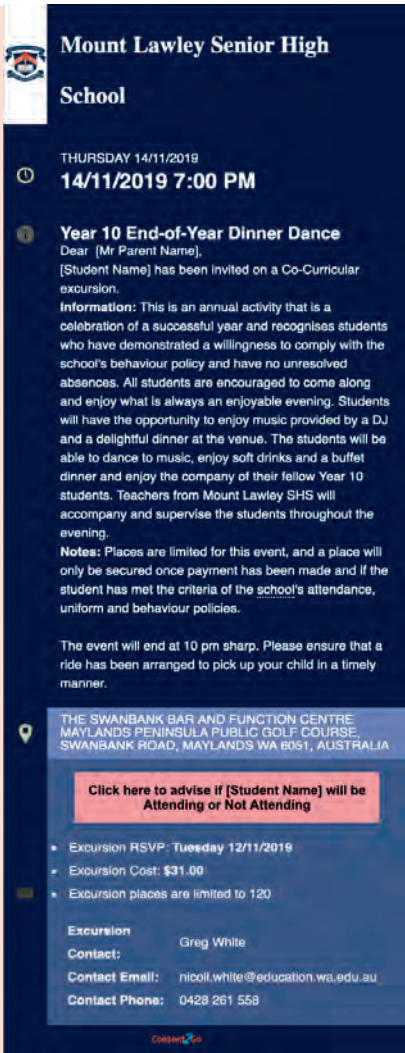 Mount Lawley Senior High
School
THURSDAY 14/11/2019
14/11/2019 7:00 PM
Year 10 End-of-Year Dinner Dance
Dear [Mr Parent Name],
[Student Name] has been invited on a Co-Curricular
excursion.
Information: This is an annual activity that is a
celebration of a successful year and recognises students
who have demonstrated a willingness to comply with the
school's behaviour policy and have no unresolved
absences. All students are encouraged to come along
and enjoy what is always an enjoyable evening. Students
will have the opportunity to enjoy music provided by a DJ
and a delightful dinner at the venue. The students will be
able to dance to music, enjoy soft drinks and a buffet
dinner and enjoy the company of their fellow Year 10
students. Teachers from Mount Lawley SHS will
accompany and supervise the students throughout the
evening.
Notes: Places are limited for this event, and a place will
only be secured once payment has been made and if the
student has met the criteria of the school's attendance,
uniform and behaviour policies.
The event will end at 10 pm sharp. Please ensure that a
ride has been arranged to pick up your child in a timely
manner.
THE SWANBANK BAR AND FUNCTION CENTRE
MAYLANDS PENINSULA PUBLIC GOLF COURSE,
SWANBANK ROAD, MAYLANDS WA 6051, AUSTRALIA
Click here to advise if [Student Name] will be
Attending or Not Attending
Excursion RSVP: Tuesday 12/11/2019
Excursion Cost: $31.00
Excursion places are limited to 120
Excursion
Contact:
Greg White
Contact Email: nicoll.white@education.wa.edu.au
Contact Phone: 0428 261 558
Consent2Go